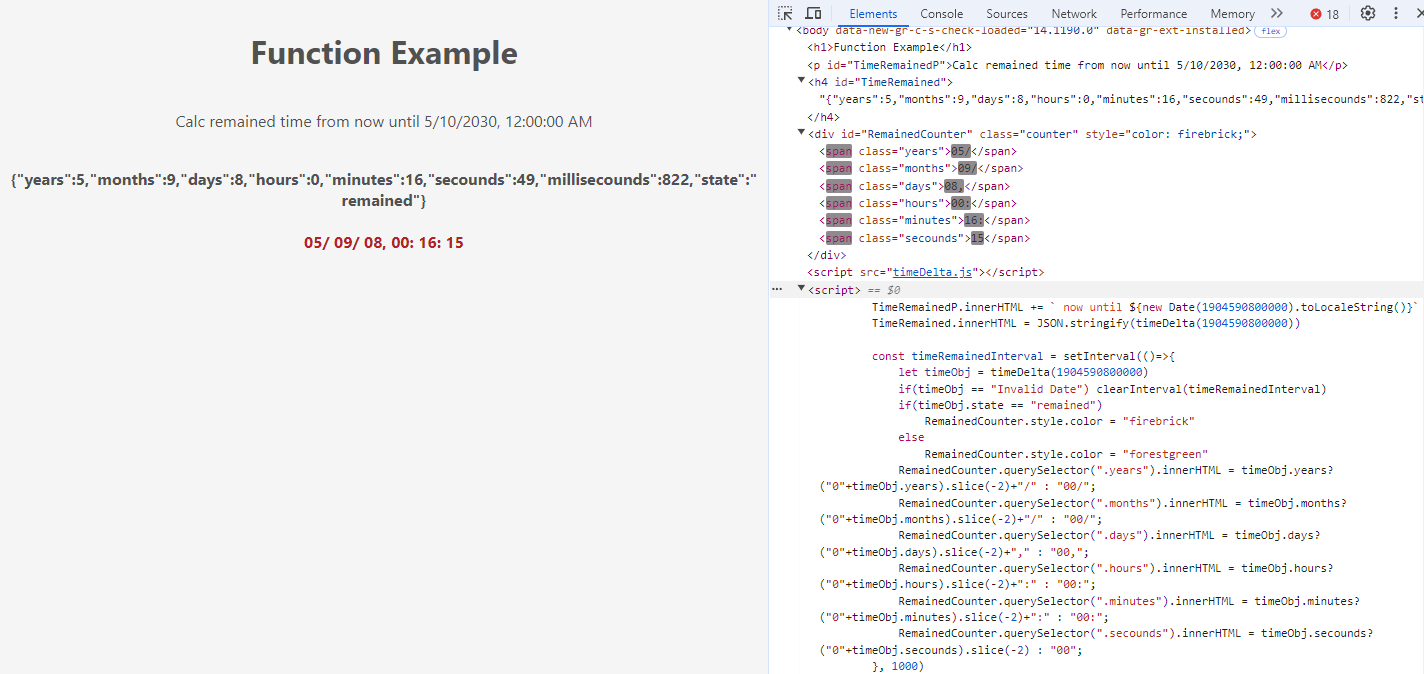 Function Example
Calc remained time from now until 5/10/2030, 12:00:00 AM
{"years":5,"months":9,"days":8,"hours":0,"minutes":16,"secounds":49,"millisecounds":822,"state":"
remained"}
05/ 09/ 08, 00: 16: 15
Elements Console Sources Network Performance Memory 18
<body data-new-gr-c-s-check-loaded="14.1190.0" data-gr-ext-installed> flex
<h1>Function Example</h1>
<p id="TimeRemainedP">Calc remained time from now until 5/10/2030, 12:00:00 AM</p>
<h4 id="TimeRemained">
"{"years":5,"months":9,"days":8,"hours":0,"minutes":16,"secounds":49,"millisecounds":822,"st
</h4>
<div id="RemainedCounter" class="counter" style="color: firebrick;">
<span class="years">05/</span>
<span class="months">09/</span>
<span class="days">08,</span>
<span class="hours">00:</span>
<span class="minutes">16:</span>
<span class="secounds">15</span>
</div>
<script src="timeDelta.js"></script>
<script> == $0
TimeRemainedP.innerHTML += ` now until ${new Date(1904590800000).toLocaleString()}`
TimeRemained.innerHTML = JSON.stringify(timeDelta(1904590800000))
const timeRemainedInterval = setInterval(()=>{
let timeObj = timeDelta(1904590800000)
if(timeObj == "Invalid Date") clearInterval(timeRemainedInterval)
if(timeObj.state == "remained")
RemainedCounter.style.color = "firebrick"
else
RemainedCounter.style.color = "forestgreen"
RemainedCounter.querySelector(".years").innerHTML = timeObj.years?
("0"+timeObj.years).slice(-2)+"/" : "00/";
RemainedCounter.querySelector(".months").innerHTML = timeObj.months?
("0"+timeObj.months).slice(-2)+"/" : "00/";
RemainedCounter.querySelector(".days").innerHTML = timeObj.days?
("0"+timeObj.days).slice(-2)+"," : "00,";
RemainedCounter.querySelector(".hours").innerHTML = timeObj.hours?
("0"+timeObj.hours).slice(-2)+":" : "00:";
RemainedCounter.querySelector(".minutes").innerHTML = timeObj.minutes?
("0"+timeObj.minutes).slice(-2)+":" : "00:";
RemainedCounter.querySelector(".secounds").innerHTML = timeObj.secounds?
("0"+timeObj.secounds).slice(-2) : "00";
}, 1000)